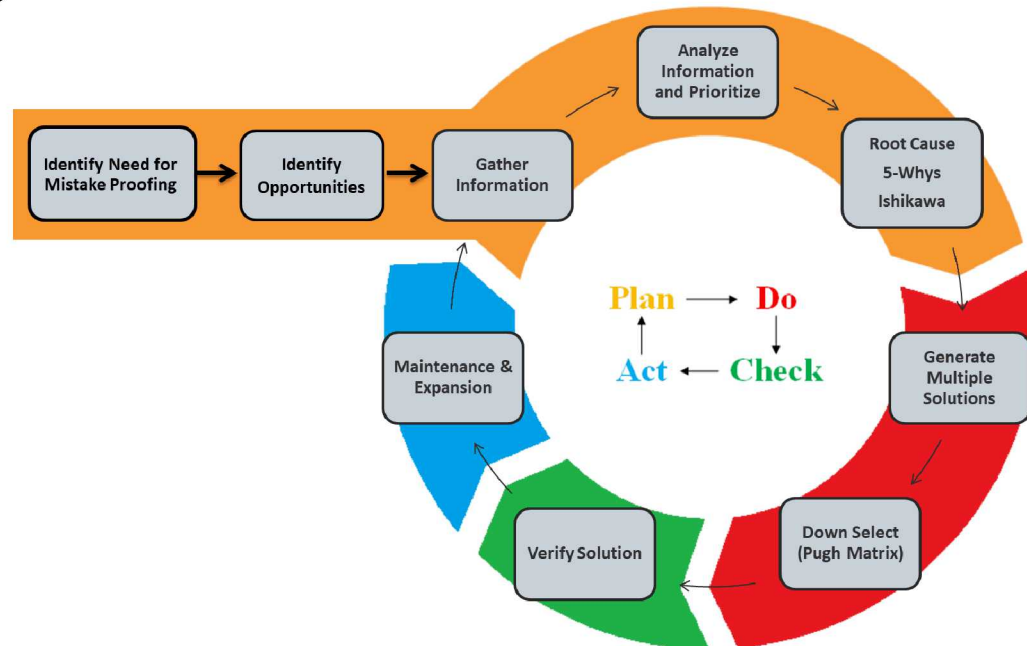 Identify Need for
Mistake Proofing
Identify
Opportunities
Gather
Information
Analyze
Information
and Prioritize
Root Cause
5-Whys
Ishikawa
Generate
Multiple
Solutions
Down Select
(Pugh Matrix)
Verify Solution
Maintenance &
Expansion
Plan
Do
Act
Check